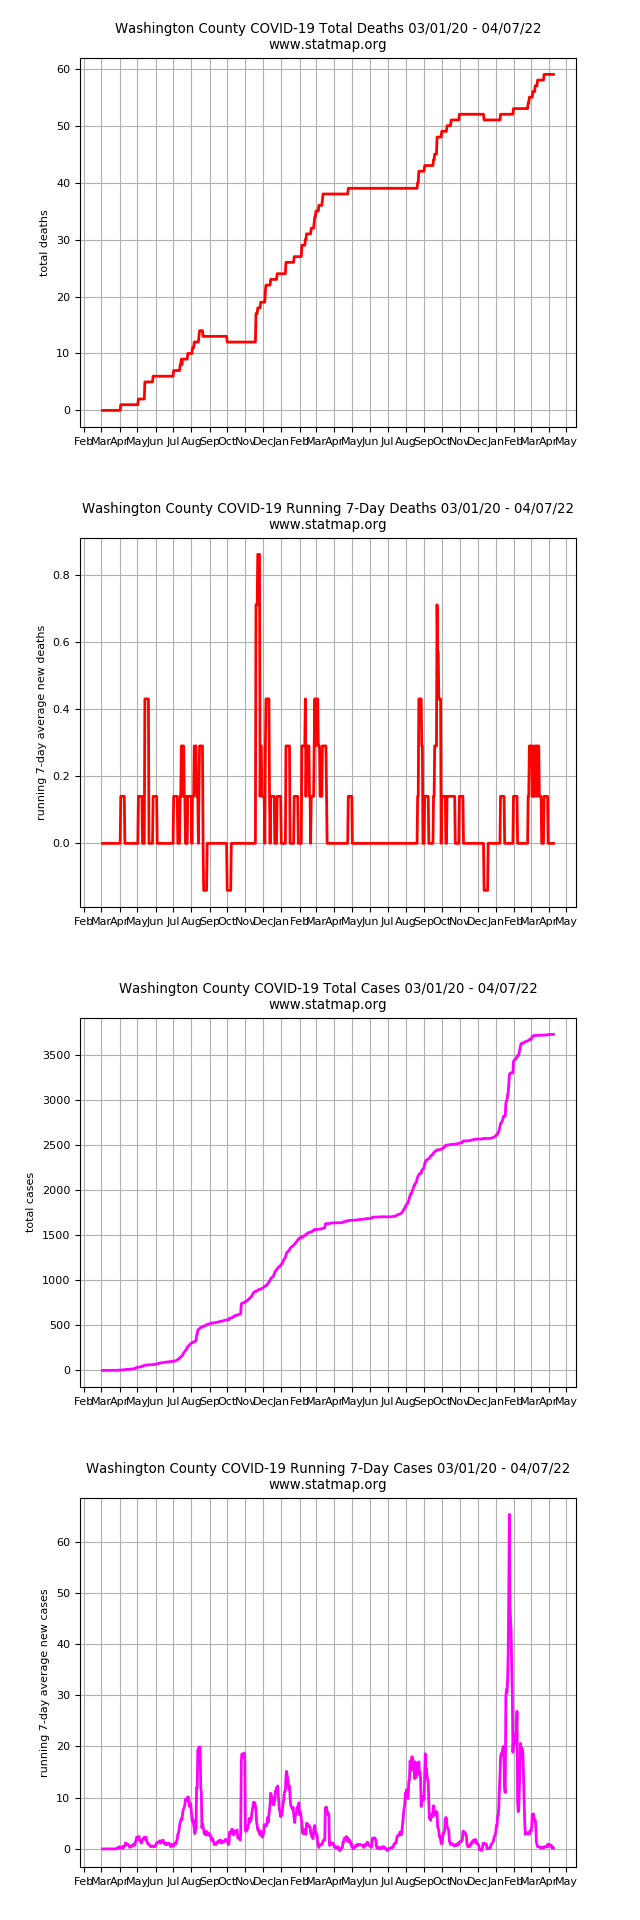 Washington County COVID-19 Total Deaths 03/01/20 - 04/07/22
www.statmap.org
60
50
40
30
20
10
0
total deaths
Feb Mar Apr May Jun Jul Aug Sep Oct Nov Dec Jan Feb Mar Apr May Jun Jul Aug Sep Oct Nov Dec Jan Feb Mar Apr May
Washington County COVID-19 Running 7-Day Deaths 03/01/20 - 04/07/22
www.statmap.org
0.8
0.6
0.4
0.2
0.0
running 7-day average new deaths
Feb Mar Apr May Jun Jul Aug Sep Oct Nov Dec Jan Feb Mar Apr May Jun Jul Aug Sep Oct Nov Dec Jan Feb Mar Apr May
Washington County COVID-19 Total Cases 03/01/20 - 04/07/22
www.statmap.org
3500
3000
2500
2000
1500
1000
500
0
total cases
Feb Mar Apr May Jun Jul Aug Sep Oct Nov Dec Jan Feb Mar Apr May Jun Jul Aug Sep Oct Nov Dec Jan Feb Mar Apr May
Washington County COVID-19 Running 7-Day Cases 03/01/20 - 04/07/22
www.statmap.org
60
50
40
30
20
10
0
running 7-day average new cases
Feb Mar Apr May Jun Jul Aug Sep Oct Nov Dec Jan Feb Mar Apr May Jun Jul Aug Sep Oct Nov Dec Jan Feb Mar Apr May